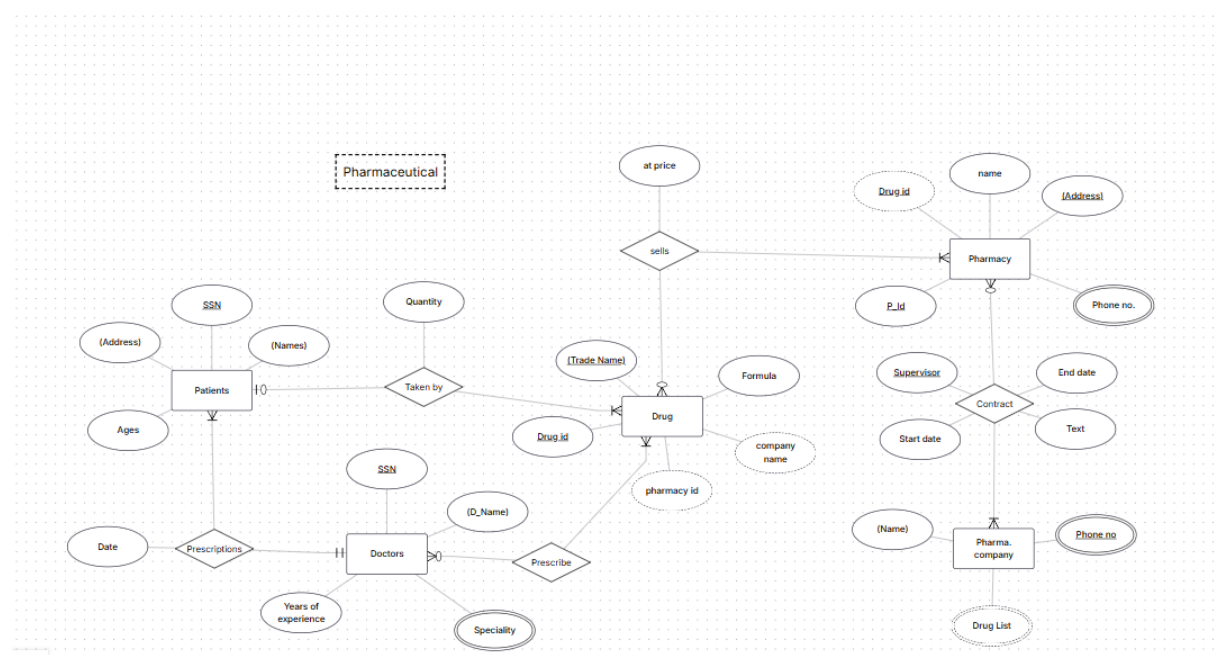 Pharmaceutical
at price
name
Drug id
(Address)
sells
Pharmacy
P_Id
Phone no.
SSN
Quantity
(Address)
(Names)
Patients
Taken by
Ages
(Trade Name)
Formula
Drug
Drug id
company
name
pharmacy id
Supervisor
End date
Contract
Start date
Text
SSN
(D_Name)
Date
Prescriptions
Doctors
Prescribe
Years of
experience
Speciality
(Name)
Pharma.
company
Phone no
Drug List